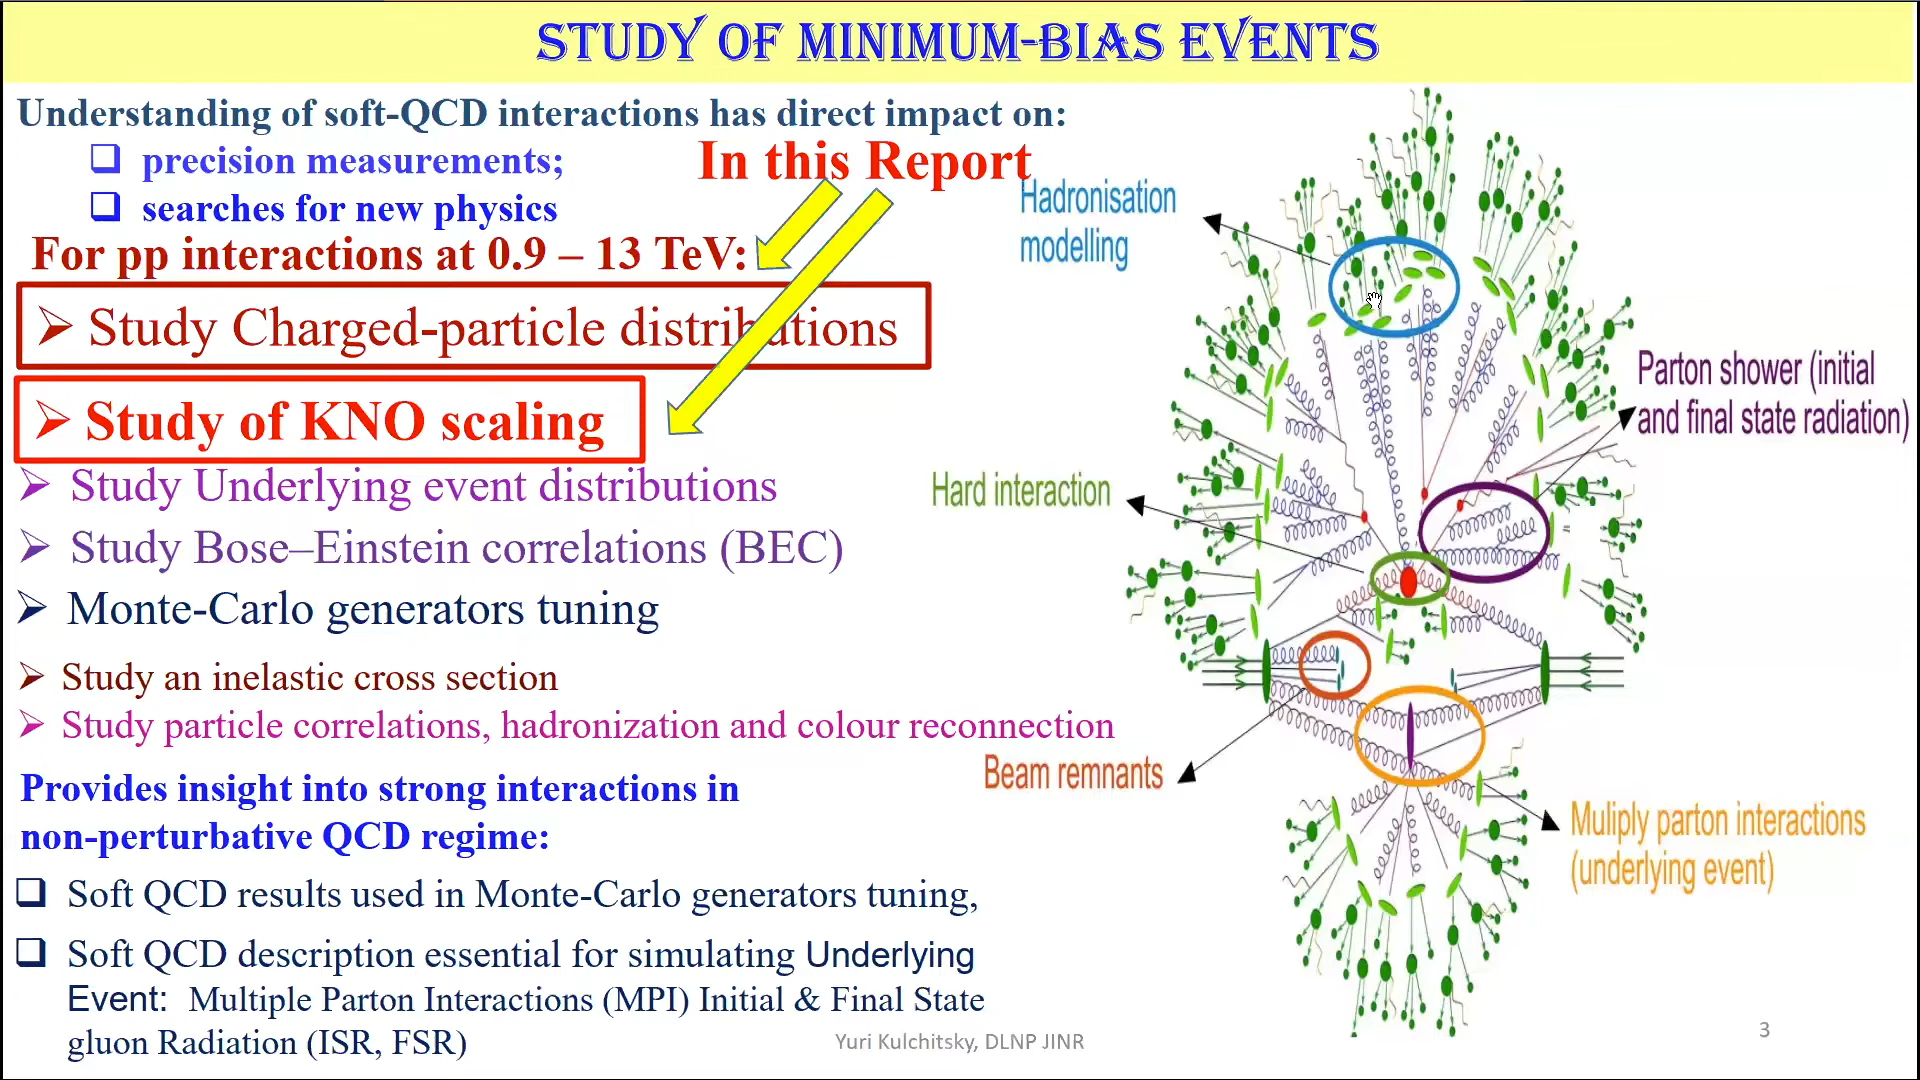 STUDY OF MINIMUM-BIAS EVENTS
Understanding of soft-QCD interactions has direct impact on:
precision measurements;
searches for new physics
In this Report
For pp interactions at 0.9 – 13 TeV:
Study Charged-particle distributions
Study of KNO scaling
Study Underlying event distributions
Study Bose–Einstein correlations (BEC)
Monte-Carlo generators tuning
Study an inelastic cross section
Study particle correlations, hadronization and colour reconnection
Provides insight into strong interactions in
non-perturbative QCD regime:
Soft QCD results used in Monte-Carlo generators tuning,
Soft QCD description essential for simulating Underlying
Event: Multiple Parton Interactions (MPI) Initial & Final State
gluon Radiation (ISR, FSR)
Hadronisation
modelling
Parton shower (initial
and final state radiation)
Hard interaction
Beam remnants
Muliply parton interactions
(underlying event)
Yuri Kulchitsky, DLNP JINR
3